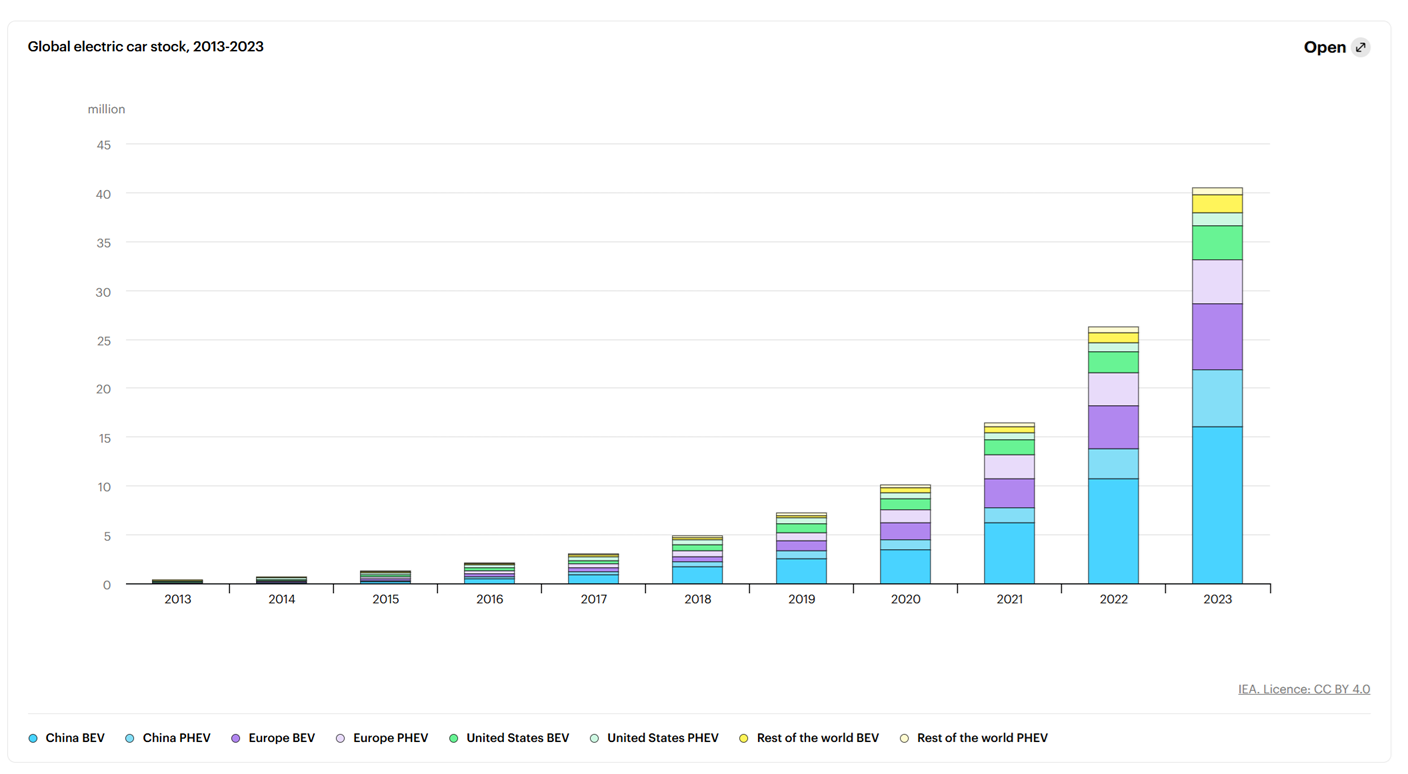 Global electric car stock, 2013-2023
Open
million
45
40
35
30
25
20
15
10
5
0
2013 2014 2015 2016 2017 2018 2019 2020 2021 2022 2023
IEA. Licence: CC BY 4.0
China BEV China PHEV Europe BEV Europe PHEV United States BEV United States PHEV Rest of the world BEV Rest of the world PHEV